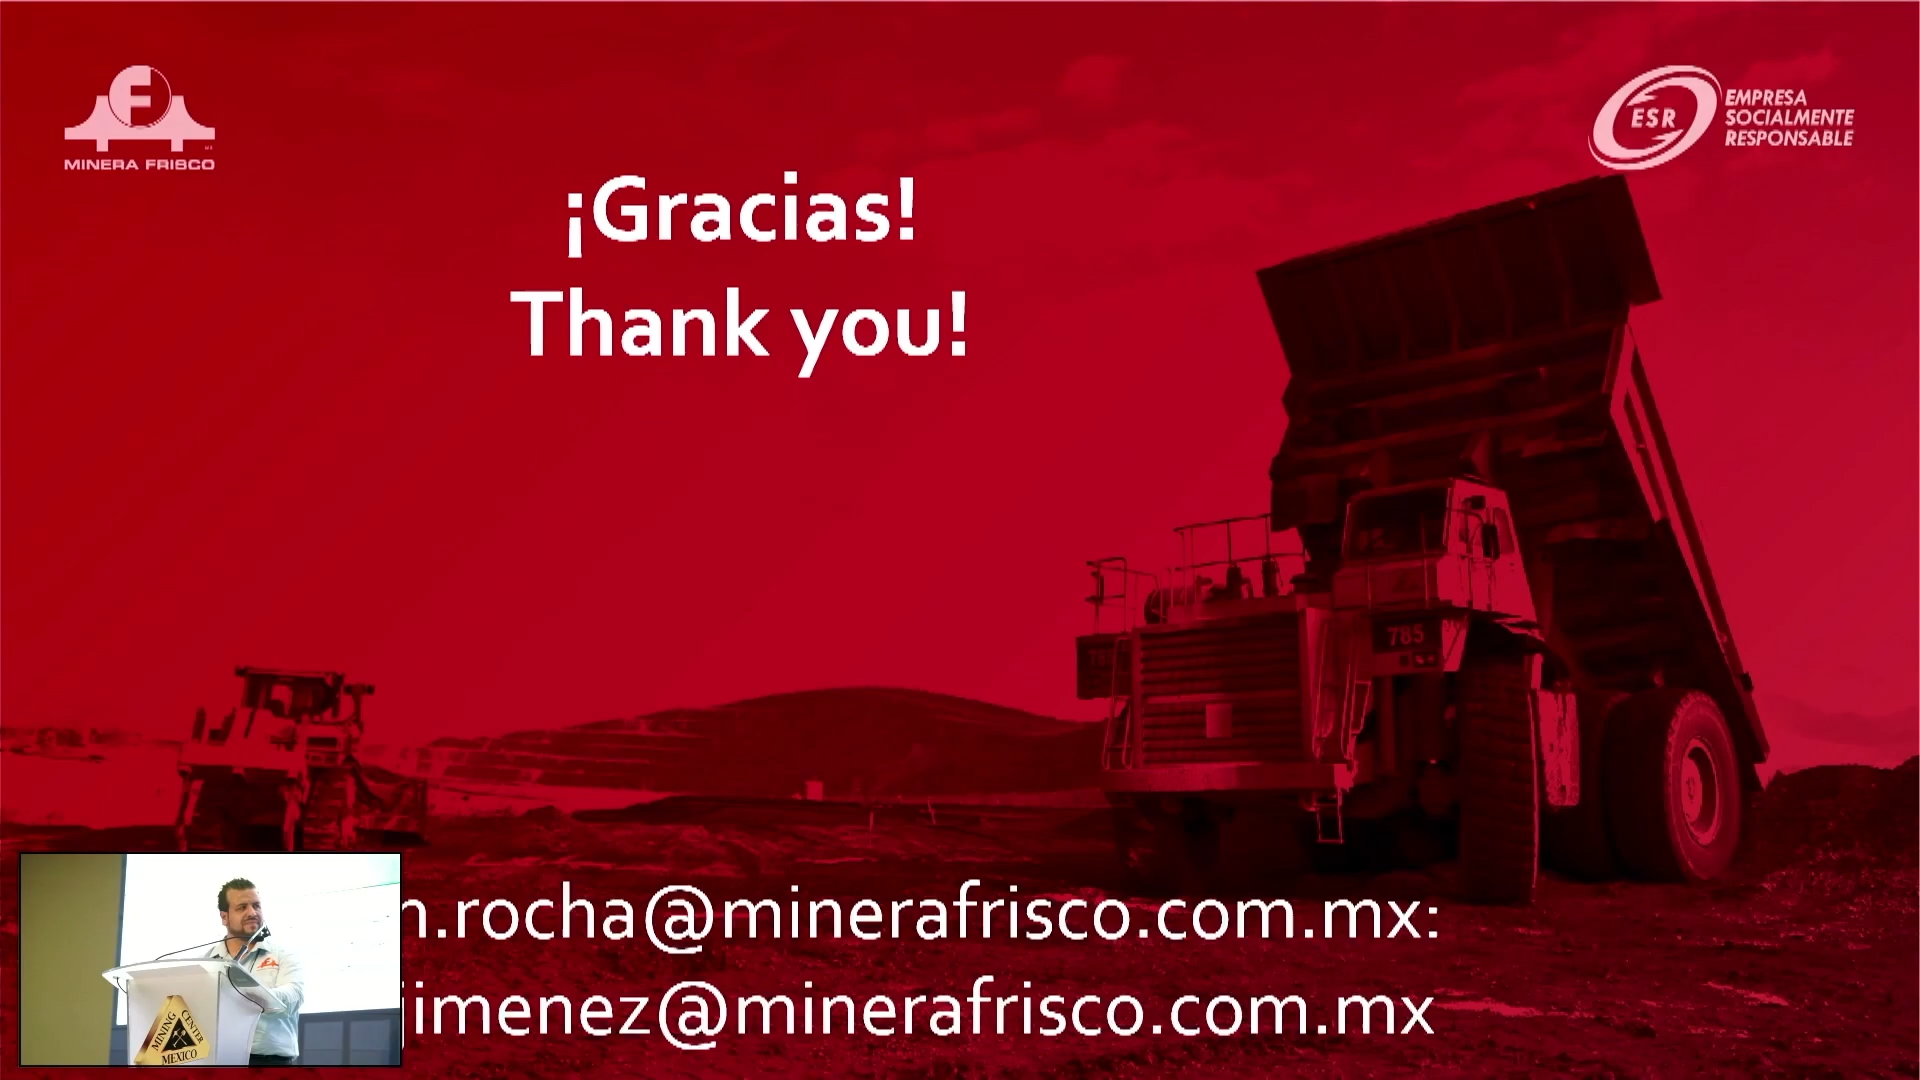 MINERA FRISCO
ESR
EMPRESA
SOCIALMENTE
RESPONSABLE
¡Gracias!
Thank you!
785
n.rocha@minerafrisco.com.mx:
jimenez@minerafrisco.com.mx
MINING
CENTER
MEXICO